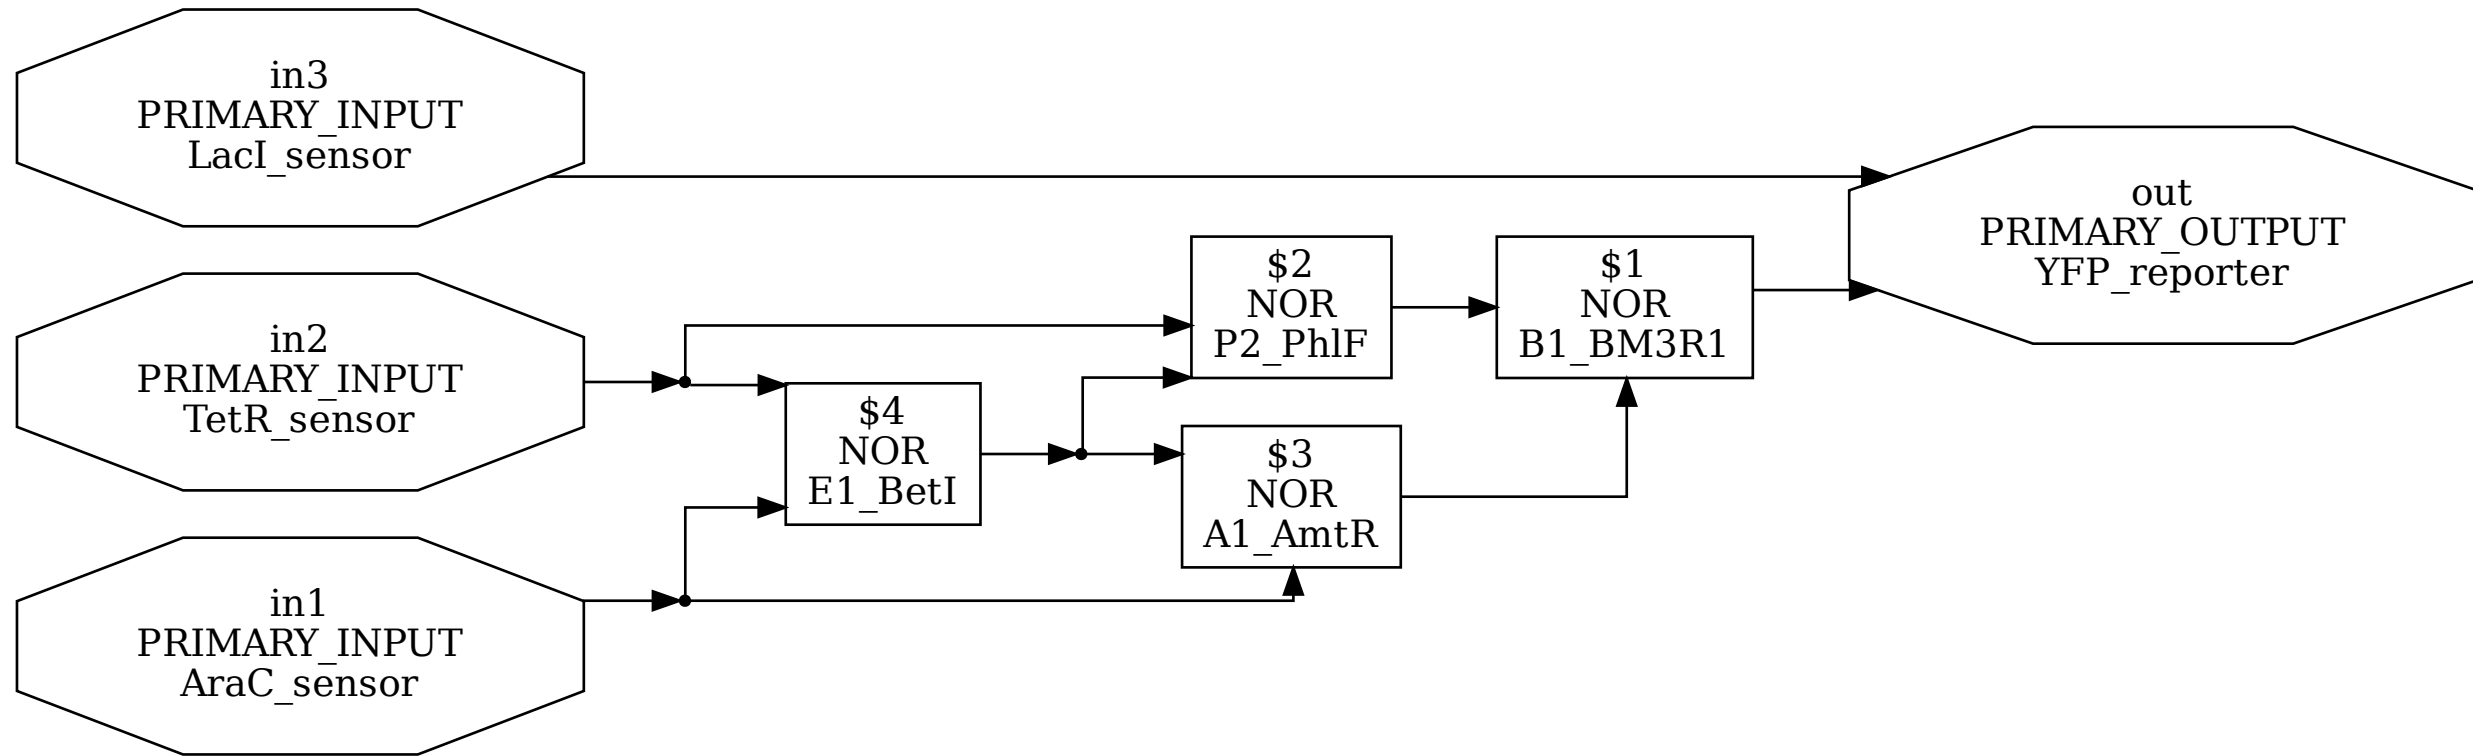 in3
PRIMARY_INPUT
LacI_sensor
out
PRIMARY_OUTPUT
YFP_reporter
$2
NOR
P2_PhlF
$1
NOR
B1_BM3R1
in2
PRIMARY_INPUT
TetR_sensor
$4
NOR
E1_BetI
$3
NOR
A1_AmtR
in1
PRIMARY_INPUT
AraC_sensor